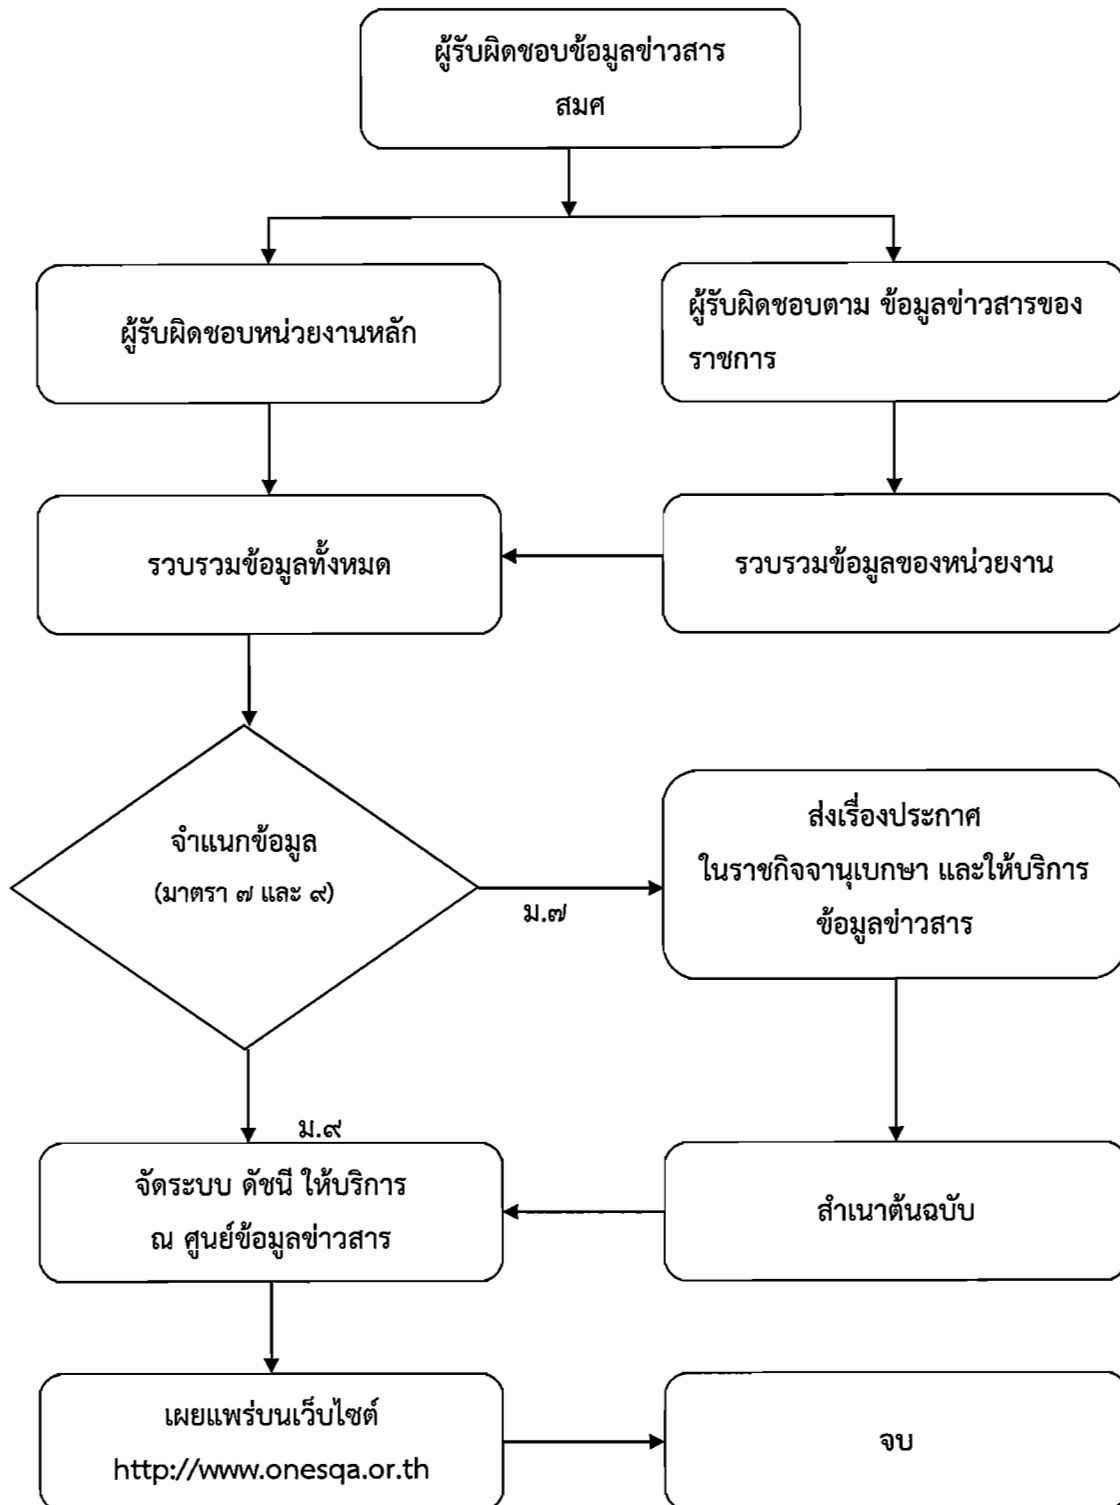 ผู้รับผิดชอบข้อมูลข่าวสาร
สมศ
ผู้รับผิดชอบหน่วยงานหลัก
ผู้รับผิดชอบตาม ข้อมูลข่าวสารของ
ราชการ
รวบรวมข้อมูลทั้งหมด
รวบรวมข้อมูลของหน่วยงาน
จำแนกข้อมูล
(มาตรา ๗ และ ๙)
ม.๗
ส่งเรื่องประกาศ
ในราชกิจจานุเบกษา และให้บริการ
ข้อมูลข่าวสาร
ม.๙
จัดระบบ ดัชนี ให้บริการ
ณ ศูนย์ข้อมูลข่าวสาร
สำเนาต้นฉบับ
เผยแพร่บนเว็บไซต์
http://www.onesqa.or.th
จบ